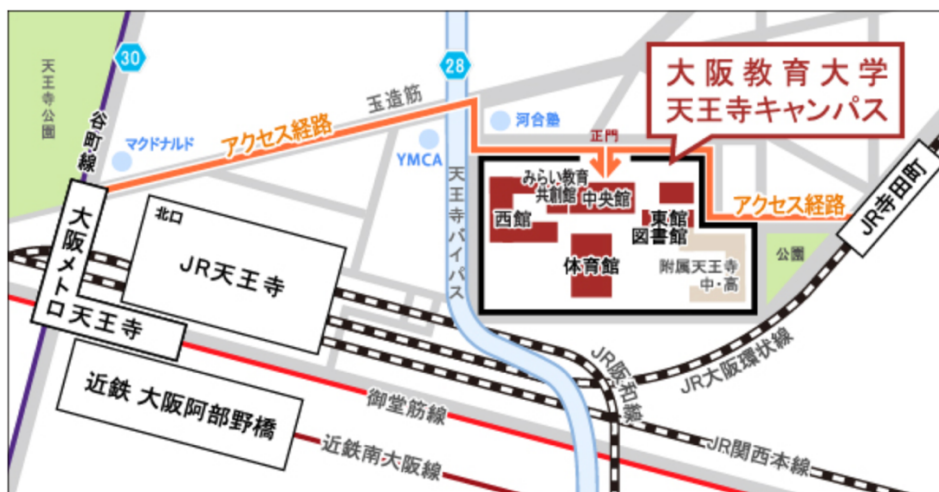 30
28
大阪教育大学
天王寺キャンパス
天王寺公園
谷町線
玉造筋
河合塾
アクセス経路
マクドナルド
YMCA
正門
みらい教育
共創館
中央館
西館
東館
図書館
体育館
附属天王寺
中・高
アクセス経路
公園
JR寺田町
天王寺バイパス
北口
JR天王寺
大阪メトロ天王寺
近鉄 大阪阿部野橋
御堂筋線
近鉄南大阪線
JR阪和線
JR大阪環状線
JR関西本線